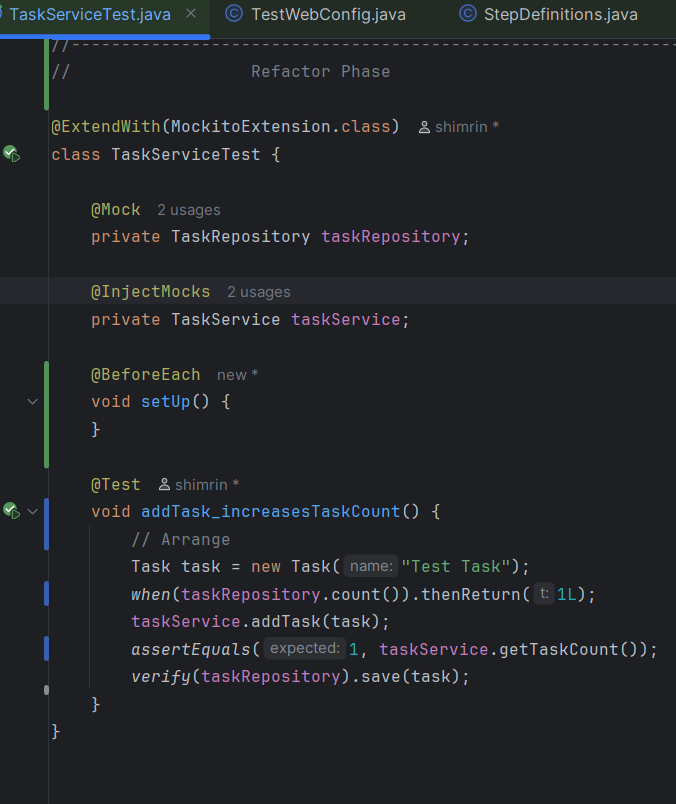 TaskServiceTest.java × TestWebConfig.java StepDefinitions.java
//-------------------------------------------------------------
// Refactor Phase
@ExtendWith(MockitoExtension.class) shimrin *
class TaskServiceTest {
@Mock 2 usages
private TaskRepository taskRepository;
@InjectMocks 2 usages
private TaskService taskService;
@BeforeEach new *
void setUp() {
}
@Test shimrin *
void addTask_increasesTaskCount() {
// Arrange
Task task = new Task( name: "Test Task");
when(taskRepository.count()).thenReturn( t: 1L);
taskService.addTask(task);
assertEquals( expected: 1, taskService.getTaskCount());
verify(taskRepository).save(task);
}
}